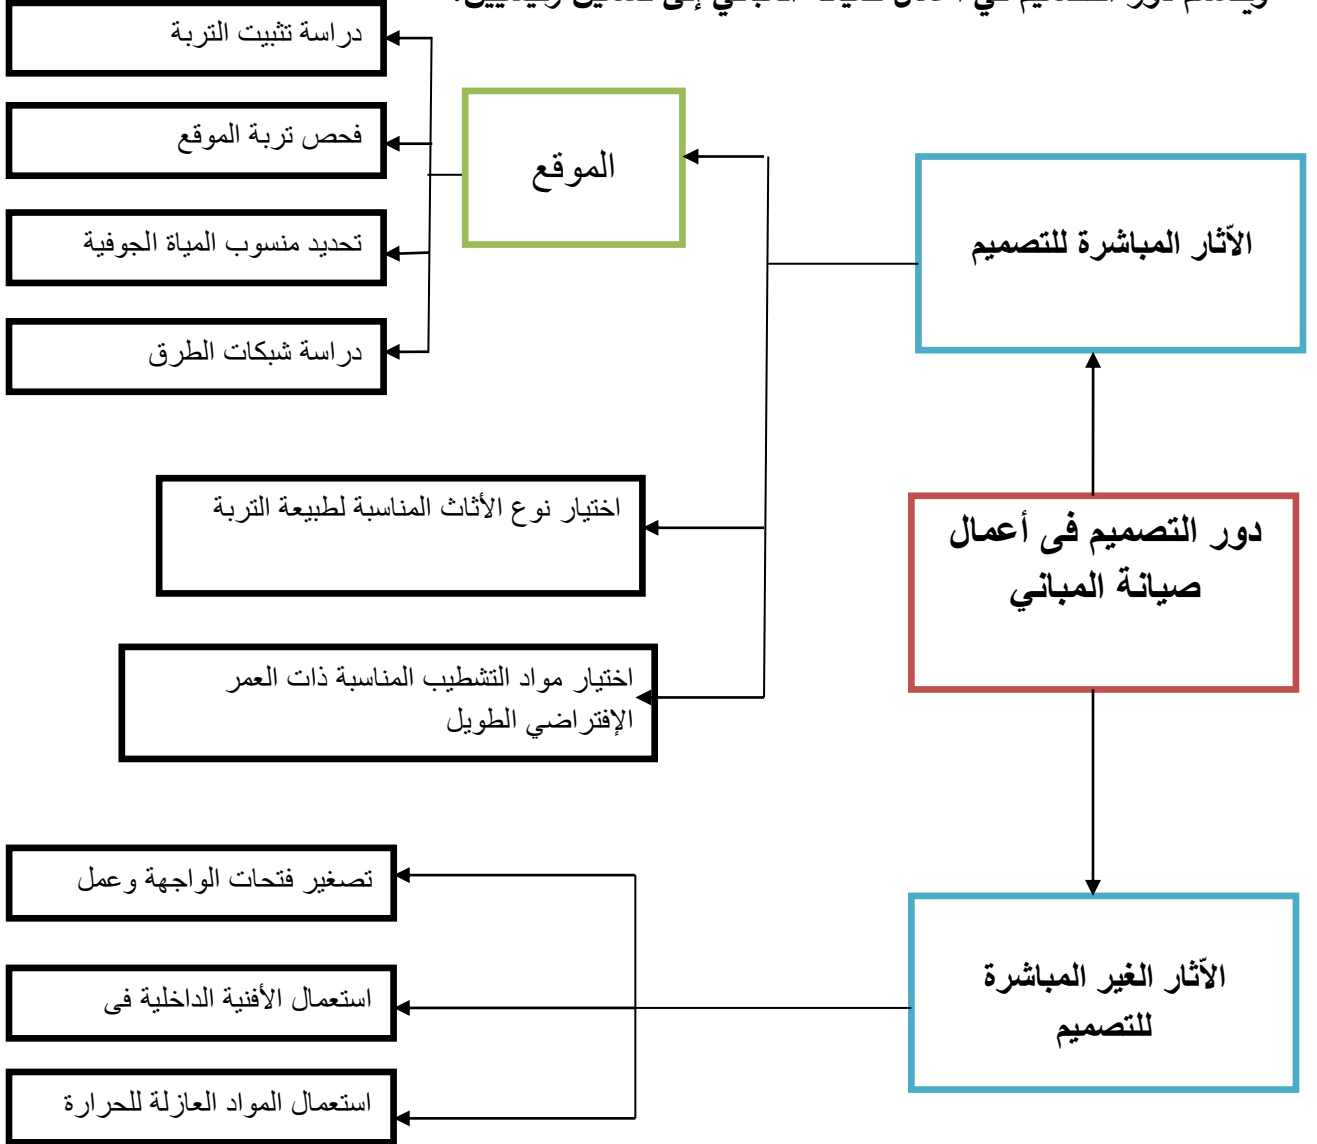 دراسة تثبيت التربة
فحص تربة الموقع
الموقع
الآثار المباشرة للتصميم
تحديد منسوب المياة الجوفية
دراسة شبكات الطرق
اختيار نوع الأثاث المناسبة لطبيعة التربة
دور التصميم فى أعمال
صيانة المباني
اختيار مواد التشطيب المناسبة ذات العمر
الإفتراضي الطويل
تصغير فتحات الواجهة وعمل
الآثار الغير المباشرة
للتصميم
استعمال الأفنية الداخلية فى
استعمال المواد العازلة للحرارة